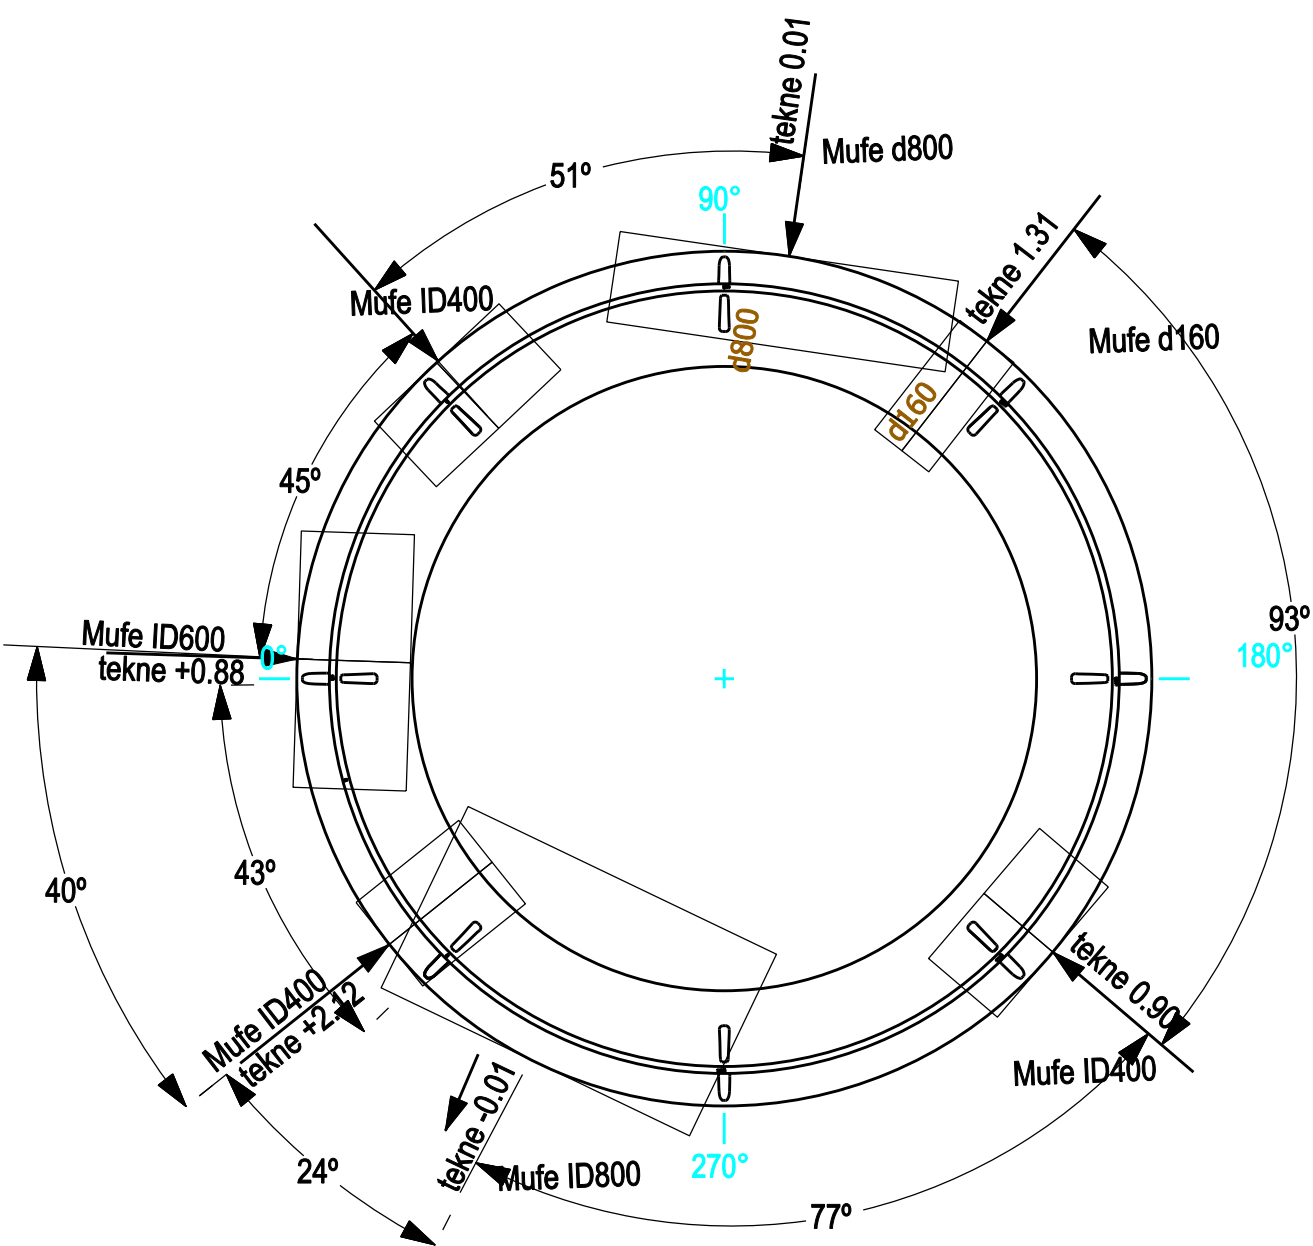 tekne 0.01
Mufe d800
51º
90°
tekne 1.31
Mufe ID400
d800
Mufe d160
d160
45º
93º
Mufe ID600
0°
180°
tekne +0.88
43º
40º
tekne 0.90
Mufe ID400
tekne +2.12
Mufe ID400
tekne -0.01
24º
Mufe ID800
270°
77º